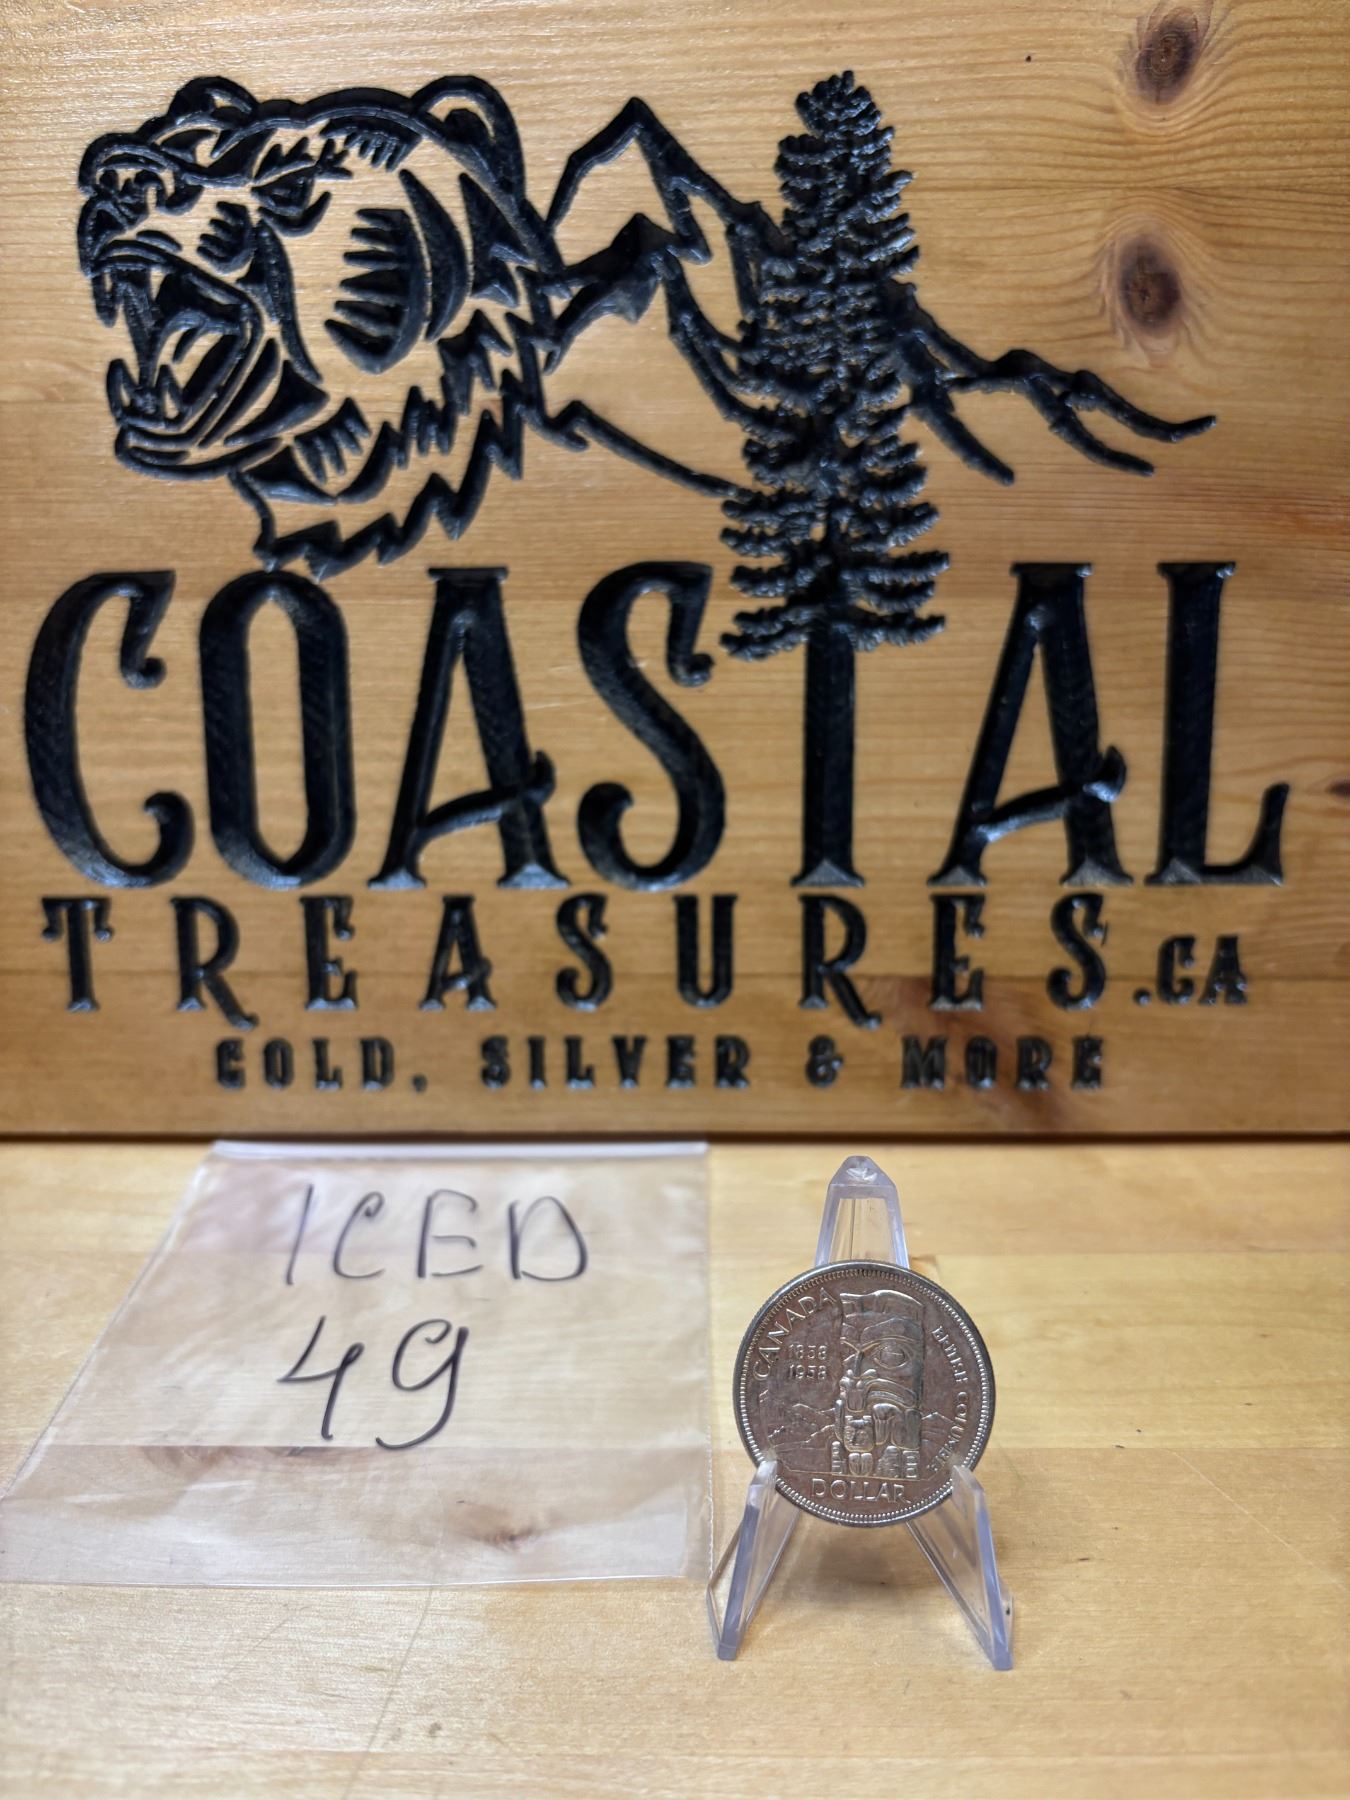 COASTAL
TREASURES.CA
GOLD, SILVER & MORE
ICED
49
CANADA
1858
1958
BRITISH COLUMBIA
DOLLAR